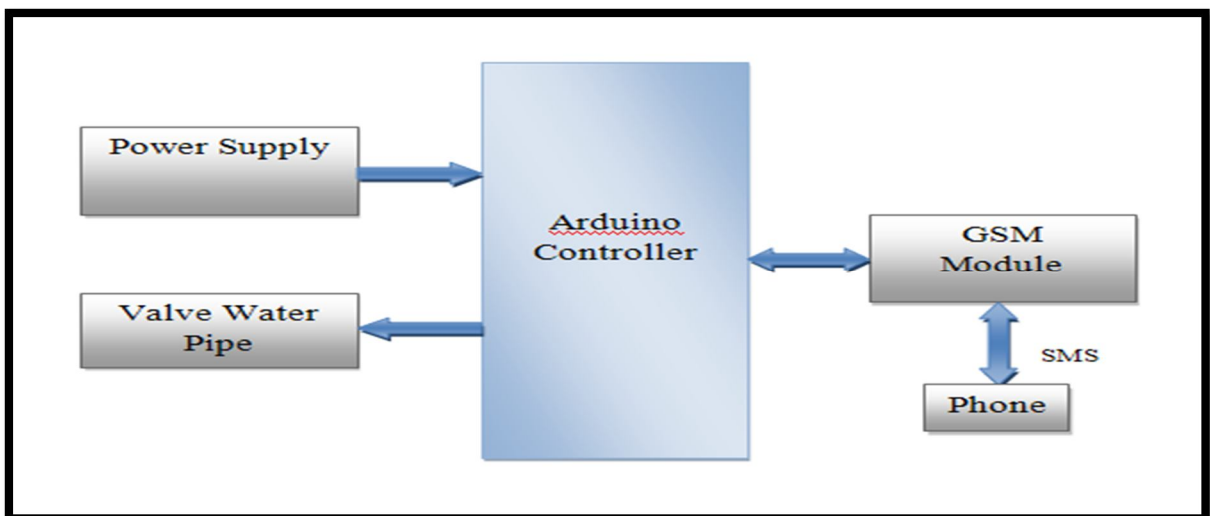 Power Supply
Valve Water
Pipe
Arduino
Controller
GSM
Module
SMS
Phone